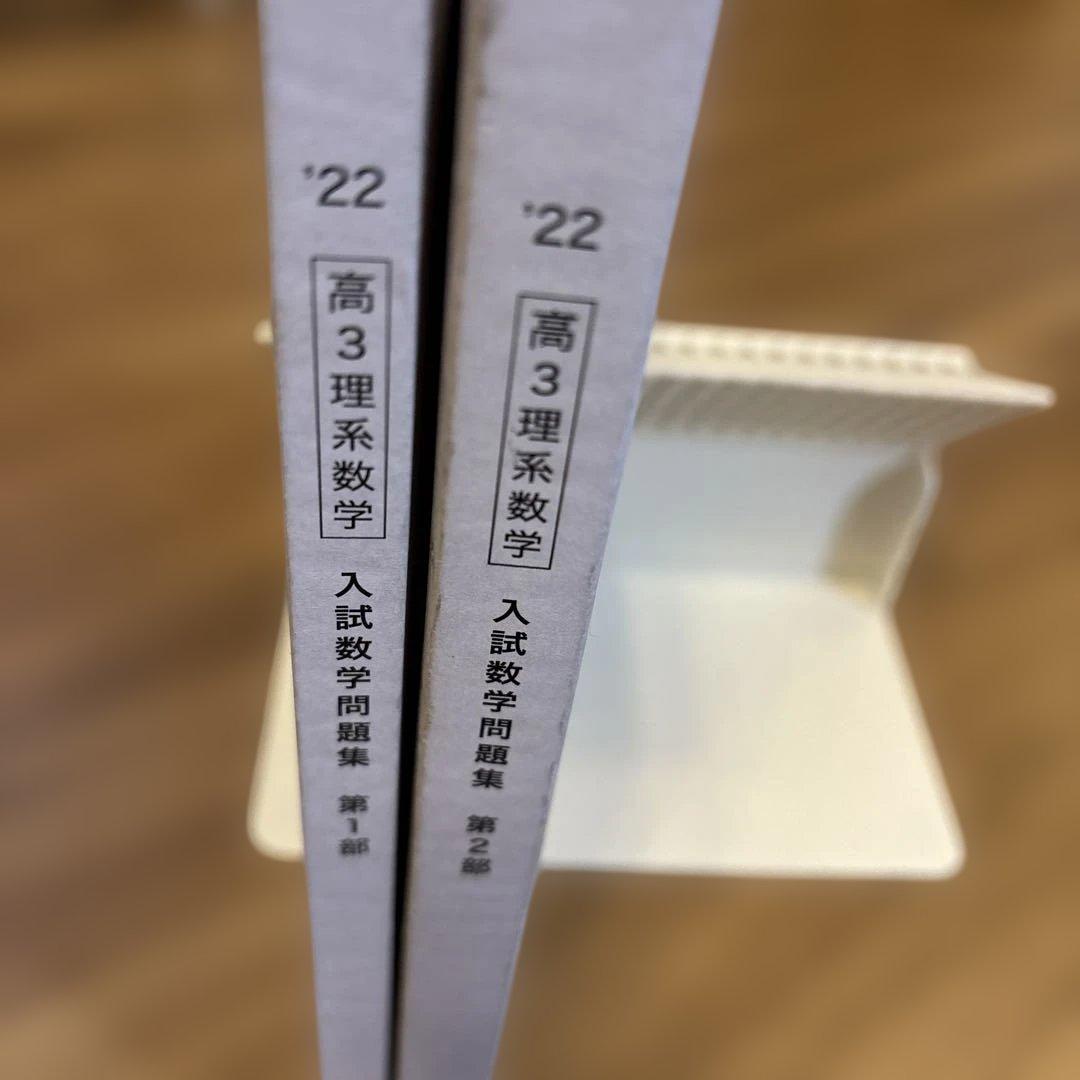 '22
高3理系数学
入試数学問題集 第1部
'22
高3理系数学
入試数学問題集 第2部